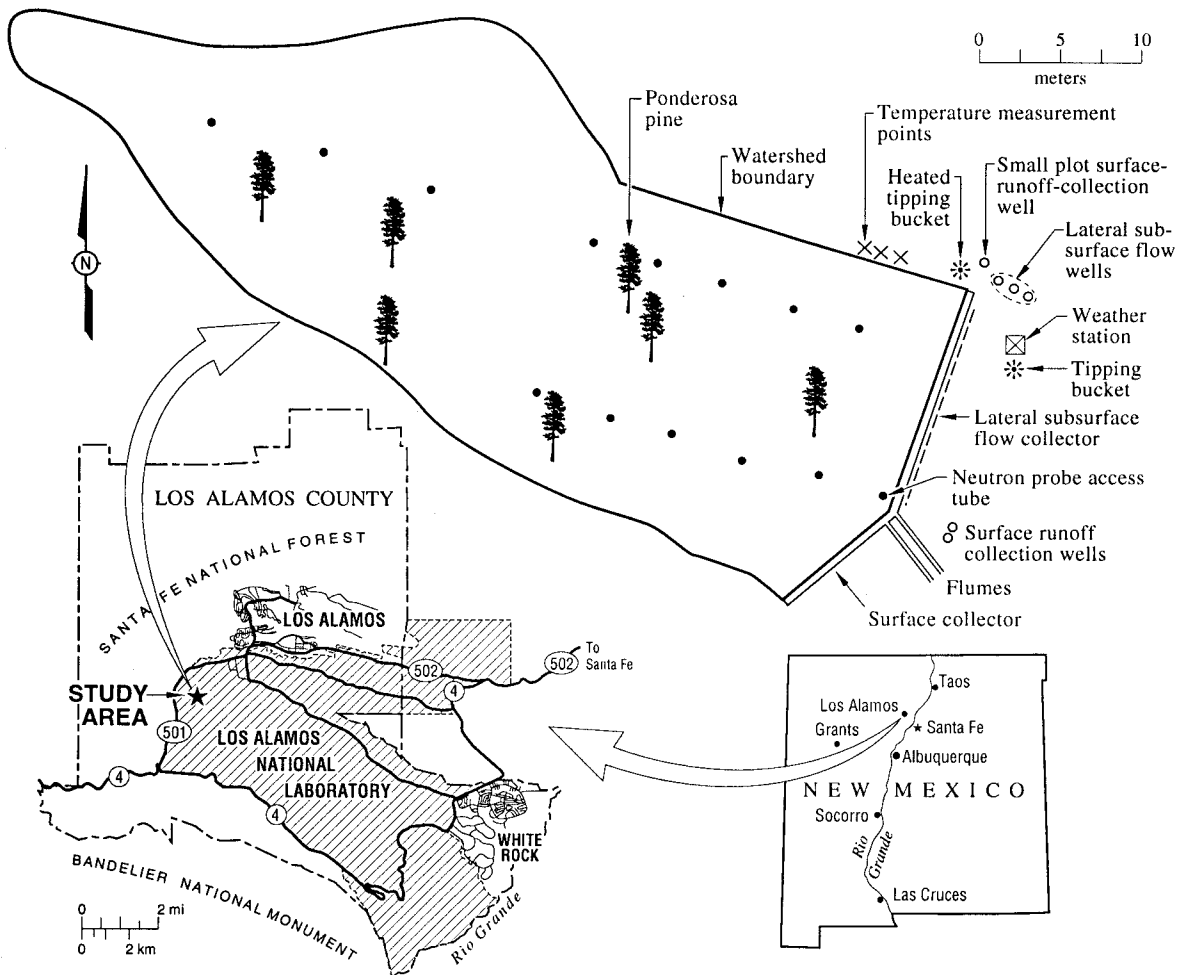 0 10
meters
Ponderosa
pine
Temperature measurement
points
Watershed
boundary
Heated
tipping
bucket
Small plot surface-
runoff-collection
well
Lateral sub-
surface flow
wells
N
Weather
station
Tipping
bucket
Lateral subsurface
flow collector
Neutron probe access
tube
Surface runoff
collection wells
Flumes
Surface collector
LOS ALAMOS COUNTY
SANTA FE NATIONAL FOREST
LOS ALAMOS
To
Santa Fe
502
502
4
STUDY
AREA
501
LOS ALAMOS
NATIONAL
LABORATORY
4
4
WHITE
ROCK
BANDELIER NATIONAL MONUMENT
Rio Grande
0 2 mi
0 2 km
Taos
Los Alamos
Santa Fe
Grants
Albuquerque
NEW MEXICO
Socorro
Rio Grande
Las Cruces